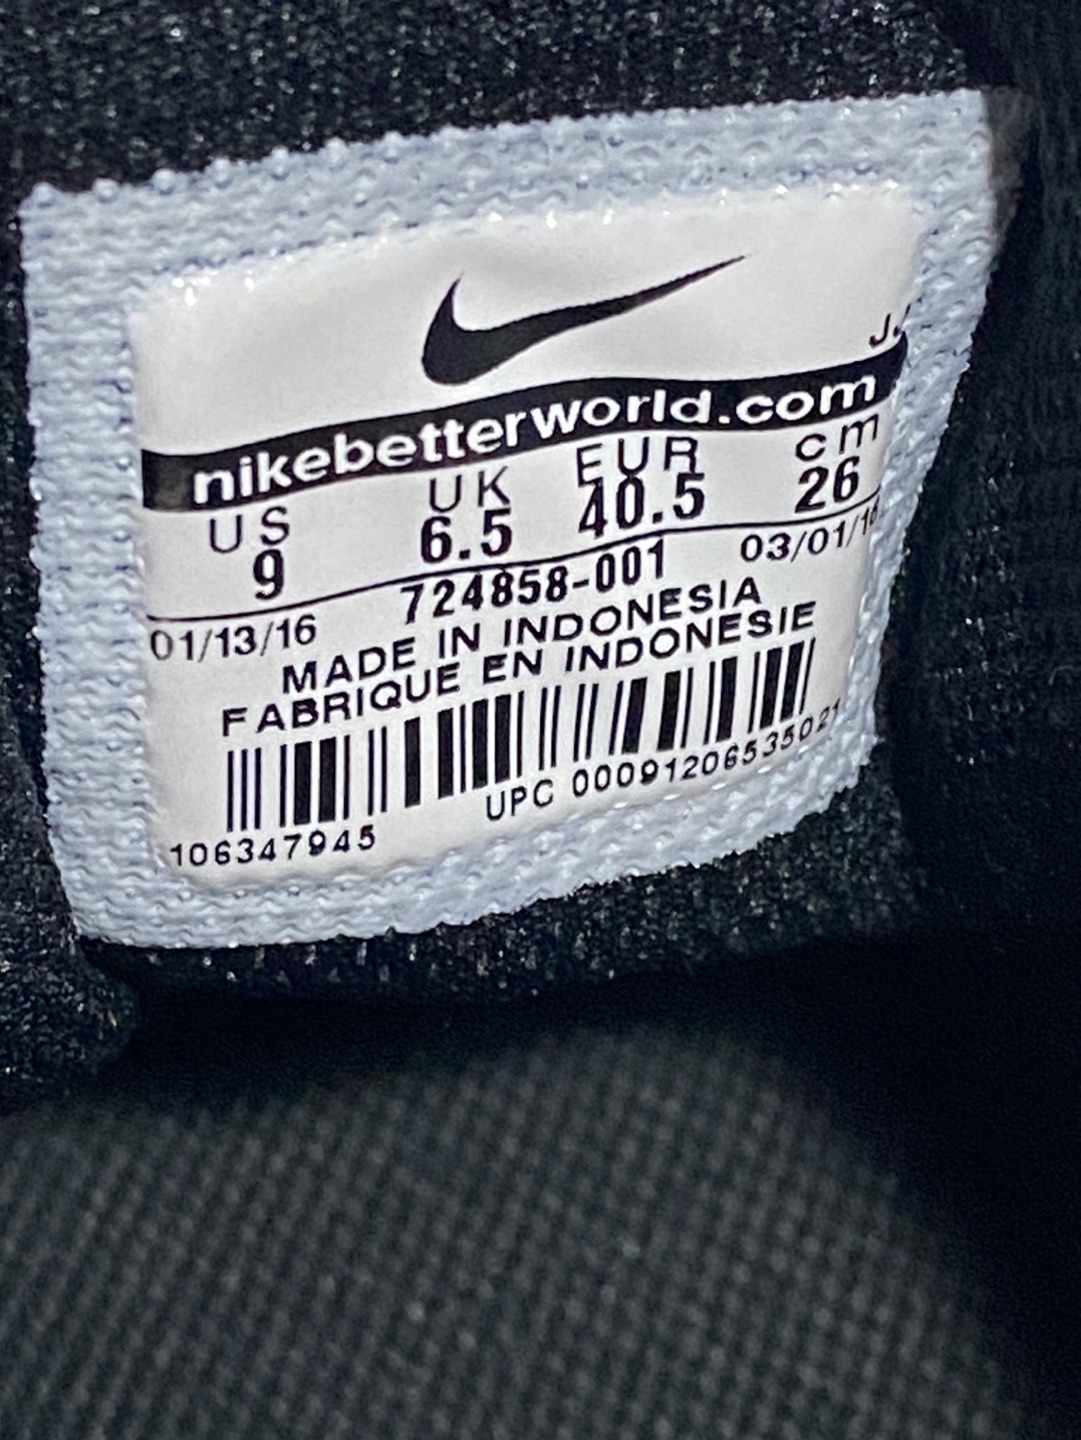 nikebetterworld.com
US UK EUR cm
9 6.5 40.5 26
01/13/16 724858-001
MADE IN INDONESIA
FABRIQUE EN INDONESIE
106347945 UPC 00091206535021